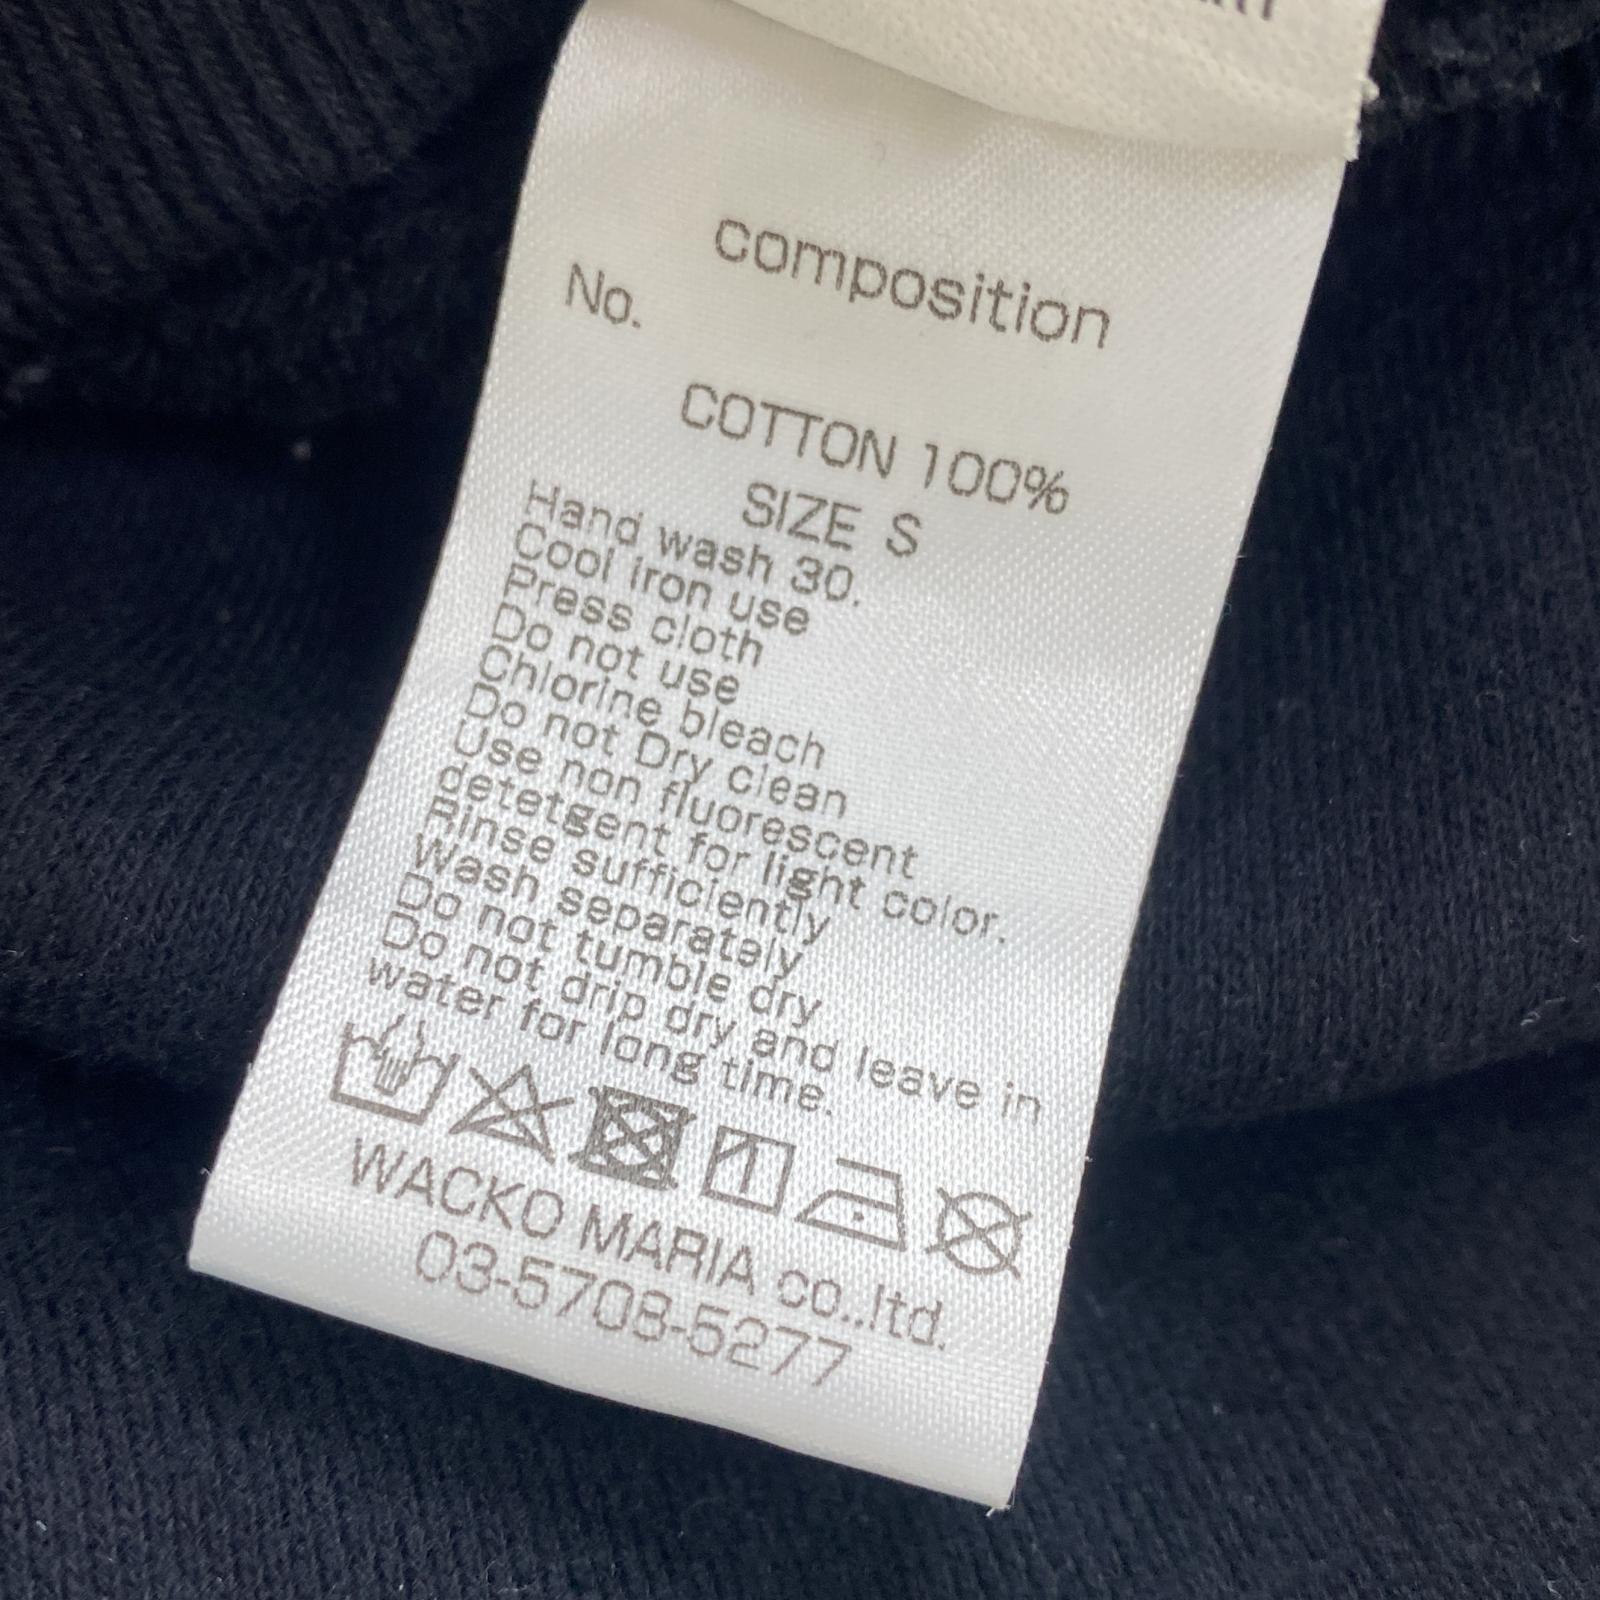 composition
No.
COTTON 100%
SIZE S
Hand wash 30.
Cool iron use
Press cloth
Do not use
Chlorine bleach
Do not Dry clean
Use non fluorescent
detetgent for light color.
Rinse sufficiently
Wash separately
Do not tumble dry
Do not drip dry and leave in
water for long time.
WACKO MARIA co.,ltd.
03-5708-5277